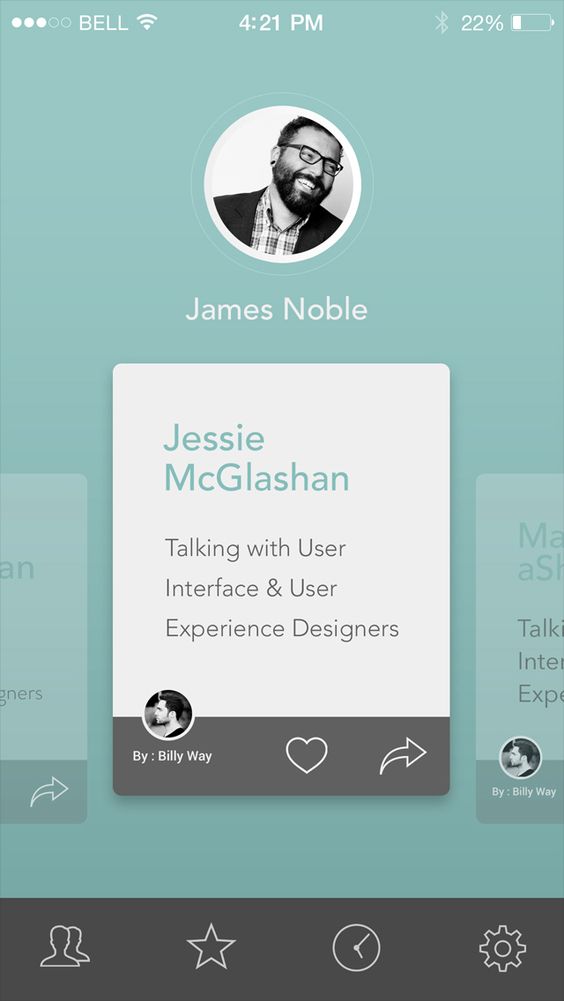 BELL 4:21 PM 22%
James Noble
Jessie
McGlashan
Talking with User
Interface & User
Experience Designers
By : Billy Way
an
gners
Ma
aSh
Talki
Inter
Expe
By : Billy Way